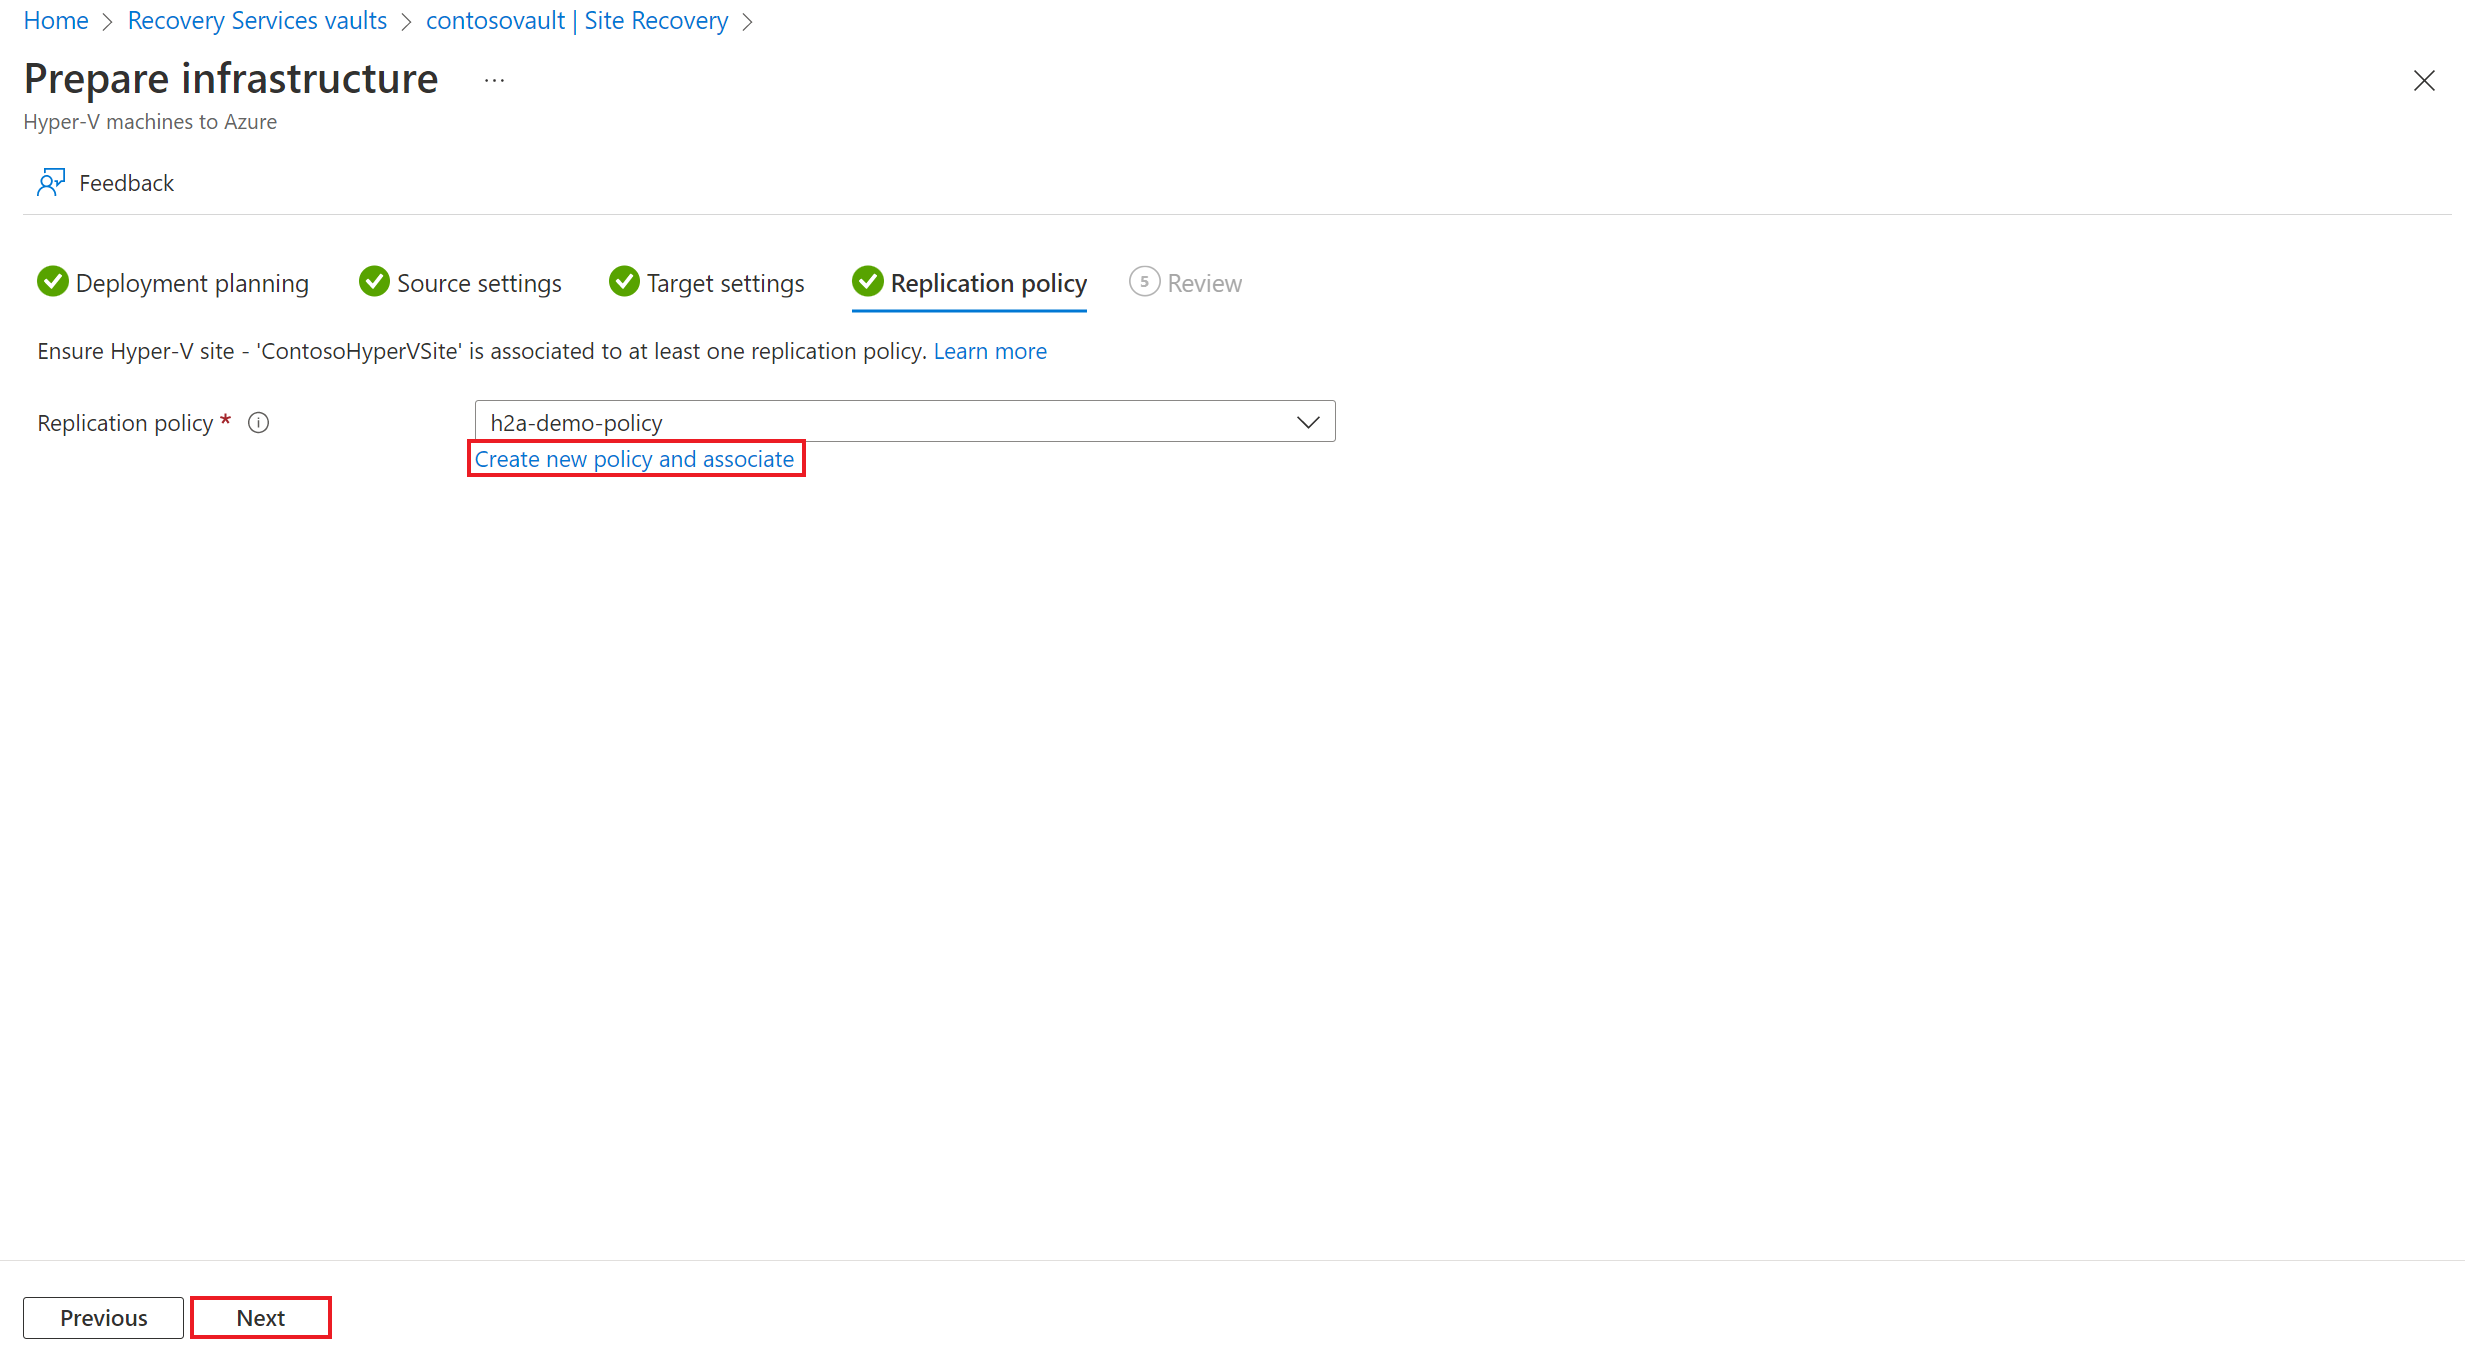 Home > Recovery Services vaults > contosovault | Site Recovery >
Prepare infrastructure ...
Hyper-V machines to Azure
Feedback
Deployment planning Source settings Target settings Replication policy 5 Review
Ensure Hyper-V site - 'ContosoHyperVSite' is associated to at least one replication policy. Learn more
Replication policy * h2a-demo-policy
Create new policy and associate
Previous Next